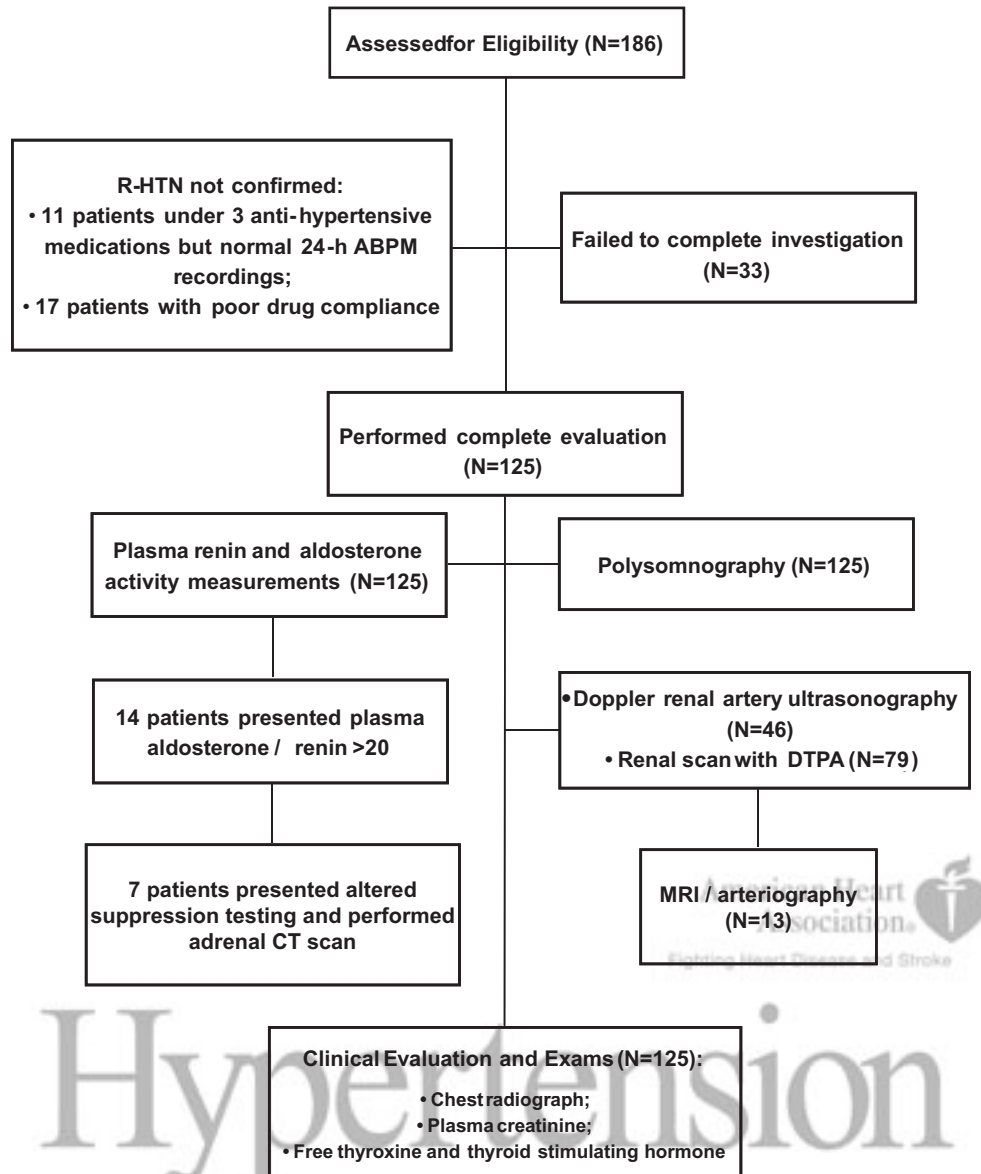 Assessedfor Eligibility (N=186)
R-HTN not confirmed:
• 11 patients under 3 anti-hypertensive
medications but normal 24-h ABPM
recordings;
• 17 patients with poor drug compliance
Failed to complete investigation
(N=33)
Performed complete evaluation
(N=125)
Plasma renin and aldosterone
activity measurements (N=125)
Polysomnography (N=125)
14 patients presented plasma
aldosterone / renin >20
•Doppler renal artery ultrasonography
(N=46)
• Renal scan with DTPA (N=79)
7 patients presented altered
suppression testing and performed
adrenal CT scan
MRI / arteriography
(N=13)
American Heart
Association®
Fighting Heart Disease and Stroke
Hypertension
Clinical Evaluation and Exams (N=125):
• Chest radiograph;
• Plasma creatinine;
• Free thyroxine and thyroid stimulating hormone